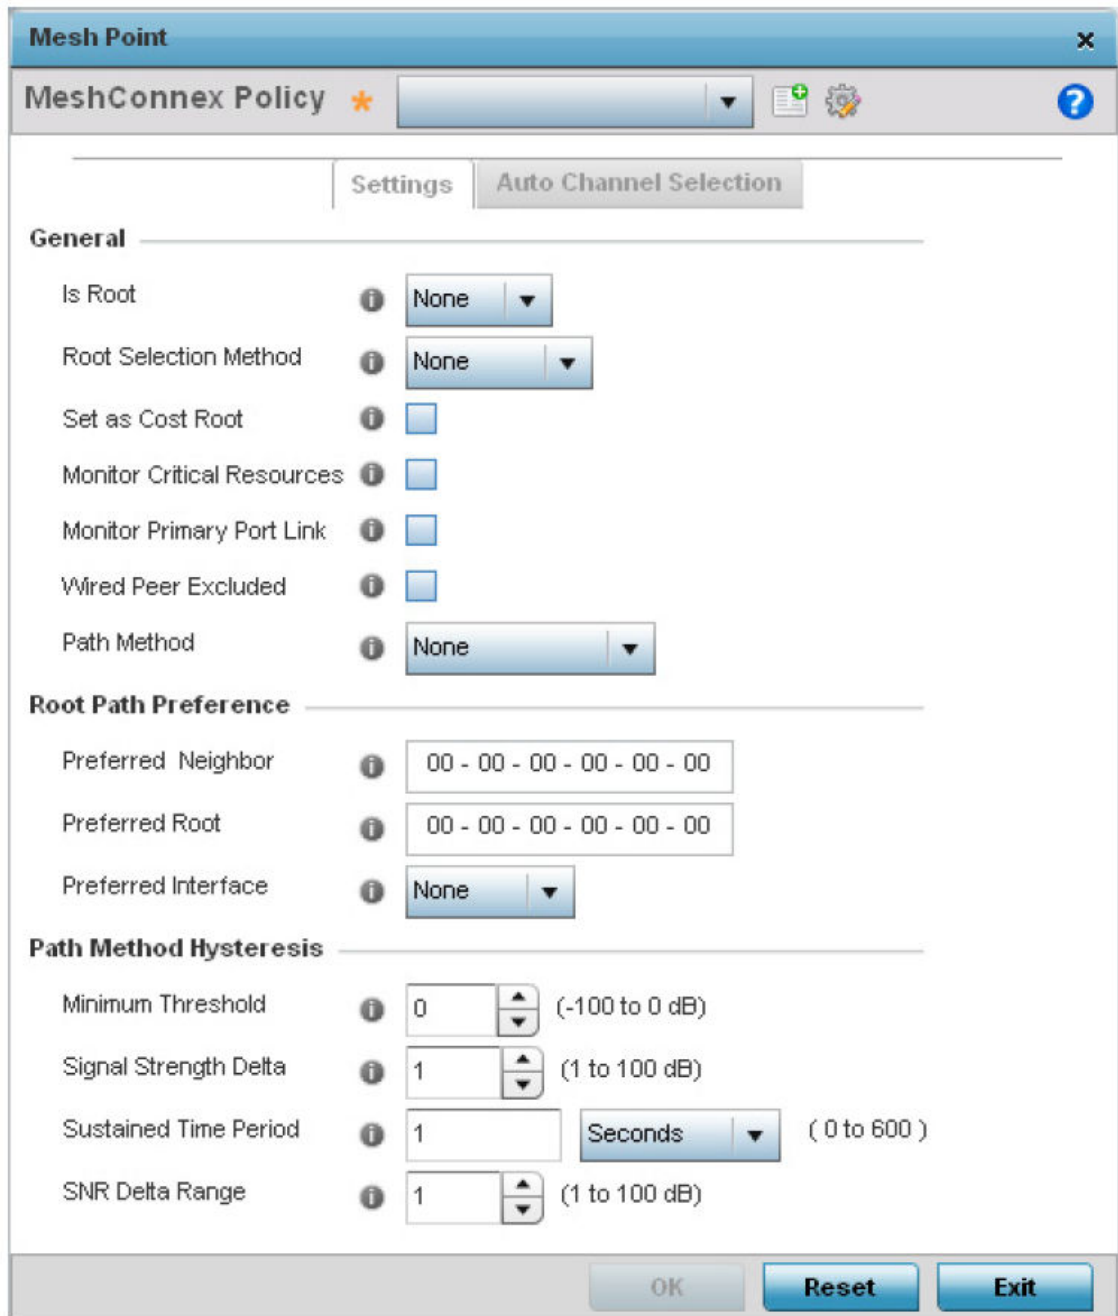 Mesh Point
MeshConnex Policy *
Settings Auto Channel Selection
General
Is Root None
Root Selection Method None
Set as Cost Root
Monitor Critical Resources
Monitor Primary Port Link
Wired Peer Excluded
Path Method None
Root Path Preference
Preferred Neighbor 00 - 00 - 00 - 00 - 00 - 00
Preferred Root 00 - 00 - 00 - 00 - 00 - 00
Preferred Interface None
Path Method Hysteresis
Minimum Threshold 0 (-100 to 0 dB)
Signal Strength Delta 1 (1 to 100 dB)
Sustained Time Period 1 Seconds ( 0 to 600 )
SNR Delta Range 1 (1 to 100 dB)
OK Reset Exit